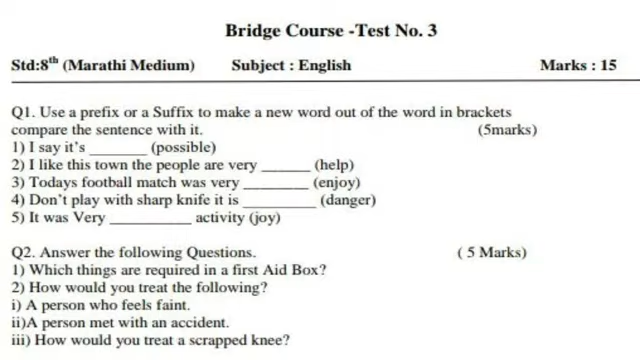 Bridge Course -Test No. 3
Std:8th (Marathi Medium) Subject : English Marks : 15
Q1. Use a prefix or a Suffix to make a new word out of the word in brackets
compare the sentence with it. (5marks)
1) I say it's _______ (possible)
2) I like this town the people are very ______ (help)
3) Todays football match was very ________ (enjoy)
4) Don't play with sharp knife it is _________ (danger)
5) It was Very __________ activity (joy)
Q2. Answer the following Questions. ( 5 Marks)
1) Which things are required in a first Aid Box?
2) How would you treat the following?
i) A person who feels faint.
ii)A person met with an accident.
iii) How would you treat a scrapped knee?